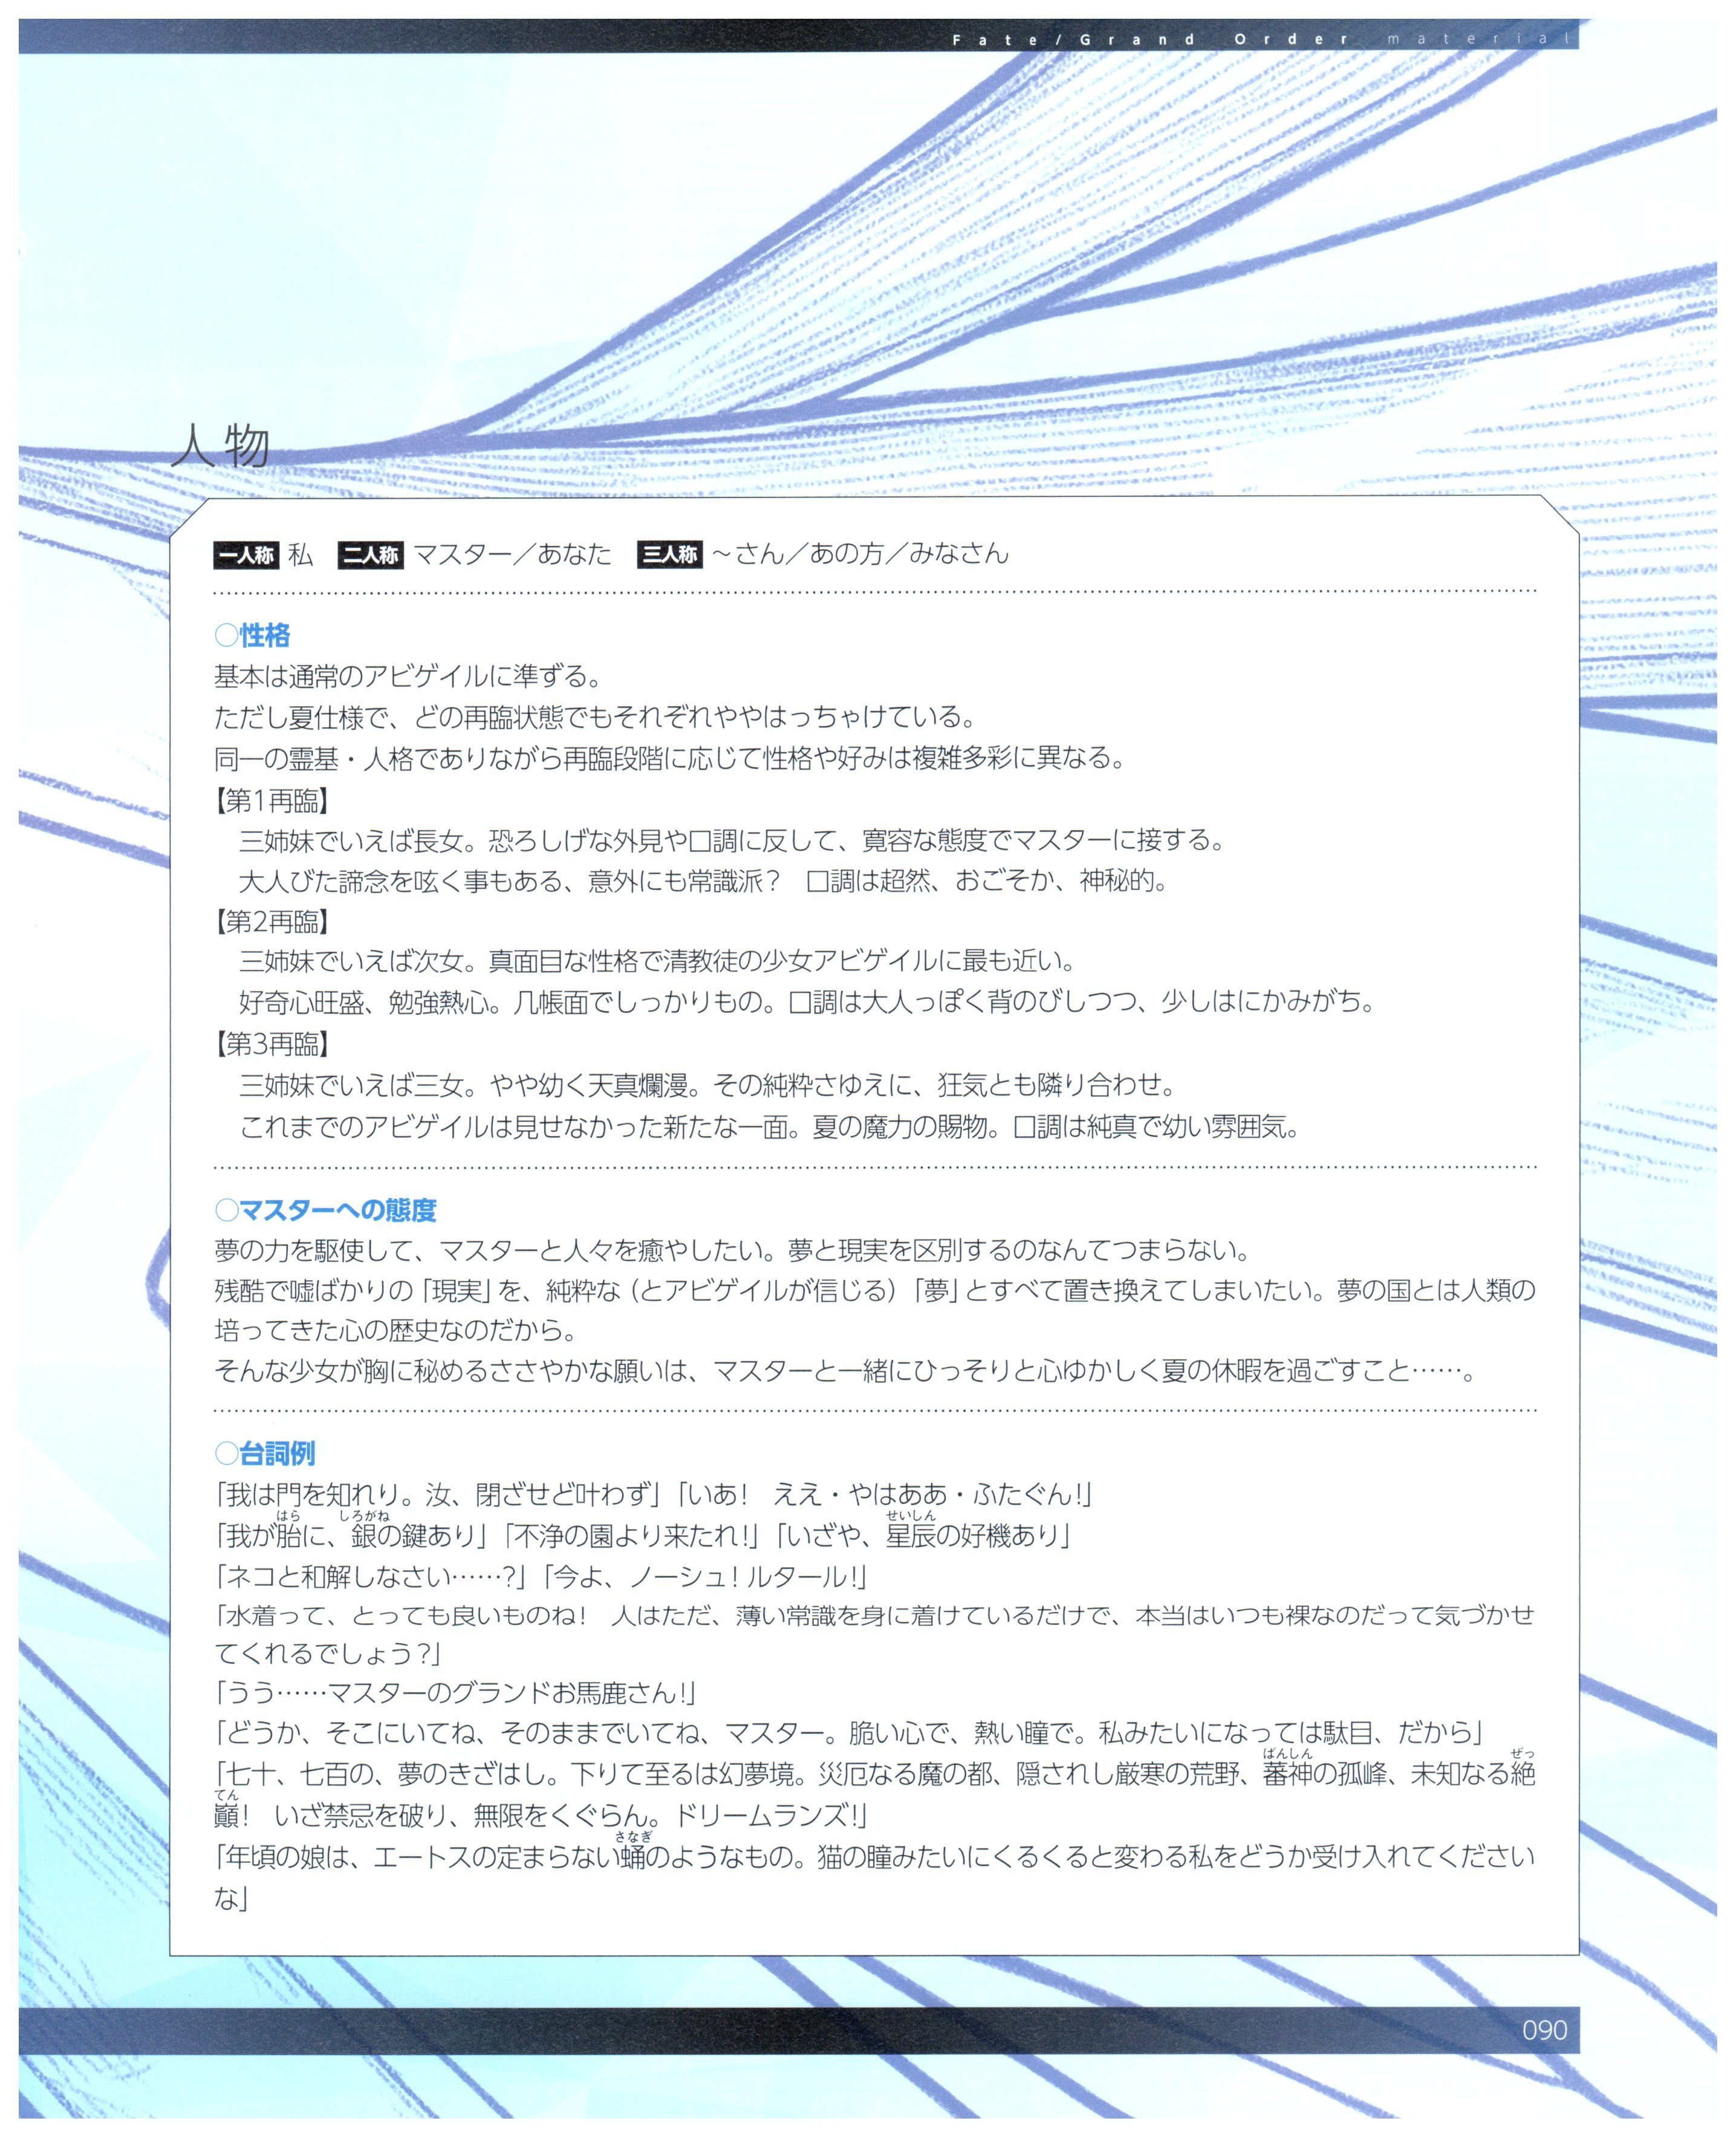 Fate/Grand Order material
人物
一人称 私 二人称 マスター／あなた 三人称 ～さん／あの方／みなさん
○性格
基本は通常のアビゲイルに準ずる。
ただし夏仕様で、どの再臨状態でもそれぞれややはっちゃけている。
同一の霊基・人格でありながら再臨段階に応じて性格や好みは複雑多彩に異なる。
【第1再臨】
三姉妹でいえば長女。恐ろしげな外見や口調に反して、寛容な態度でマスターに接する。
大人びた諦念を呟く事もある、意外にも常識派？　口調は超然、おごそか、神秘的。
【第2再臨】
三姉妹でいえば次女。真面目な性格で清教徒の少女アビゲイルに最も近い。
好奇心旺盛、勉強熱心。几帳面でしっかりもの。口調は大人っぽく背のびしつつ、少しはにかみがち。
【第3再臨】
三姉妹でいえば三女。やや幼く天真爛漫。その純粋さゆえに、狂気とも隣り合わせ。
これまでのアビゲイルは見せなかった新たな一面。夏の魔力の賜物。口調は純真で幼い雰囲気。
○マスターへの態度
夢の力を駆使して、マスターと人々を癒やしたい。夢と現実を区別するのなんてつまらない。
残酷で嘘ばかりの「現実」を、純粋な（とアビゲイルが信じる）「夢」とすべて置き換えてしまいたい。夢の国とは人類の
培ってきた心の歴史なのだから。
そんな少女が胸に秘めるささやかな願いは、マスターと一緒にひっそりと心ゆかしく夏の休暇を過ごすこと……。
○台詞例
「我は門を知れり。汝、閉ざせど叶わず」「いあ！　ええ・やはああ・ふたぐん！」
はら しろがね せいしん
「我が胎に、銀の鍵あり」「不浄の園より来たれ！」「いざや、星辰の好機あり」
「ネコと和解しなさい……？」「今よ、ノーシュ！ルタール！」
「水着って、とっても良いものね！　人はただ、薄い常識を身に着けているだけで、本当はいつも裸なのだって気づかせ
てくれるでしょう？」
「うう……マスターのグランドお馬鹿さん！」
「どうか、そこにいてね、そのままでいてね、マスター。脆い心で、熱い瞳で。私みたいになっては駄目、だから」
ばんしん ぜっ
「七十、七百の、夢のきざはし。下りて至るは幻夢境。災厄なる魔の都、隠されし厳寒の荒野、蕃神の孤峰、未知なる絶
てん
巓！　いざ禁忌を破り、無限をくぐらん。ドリームランズ！」
さなぎ
「年頃の娘は、エートスの定まらない蛹のようなもの。猫の瞳みたいにくるくると変わる私をどうか受け入れてください
な」
090